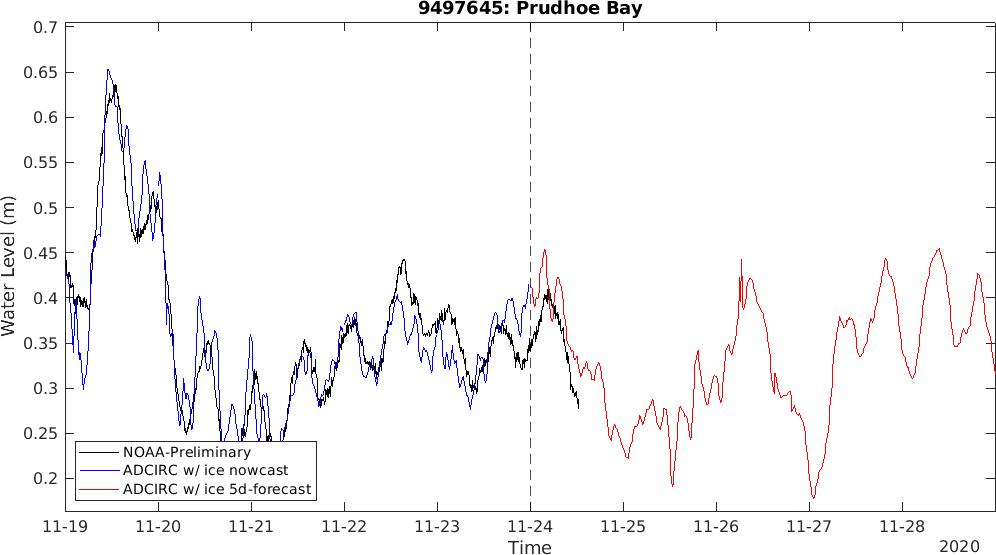 9497645: Prudhoe Bay
0.7
0.65
0.6
0.55
0.5
0.45
0.4
0.35
0.3
0.25
0.2
Water Level (m)
NOAA-Preliminary
ADCIRC w/ ice nowcast
ADCIRC w/ ice 5d-forecast
11-19 11-20 11-21 11-22 11-23 11-24 11-25 11-26 11-27 11-28
Time
2020